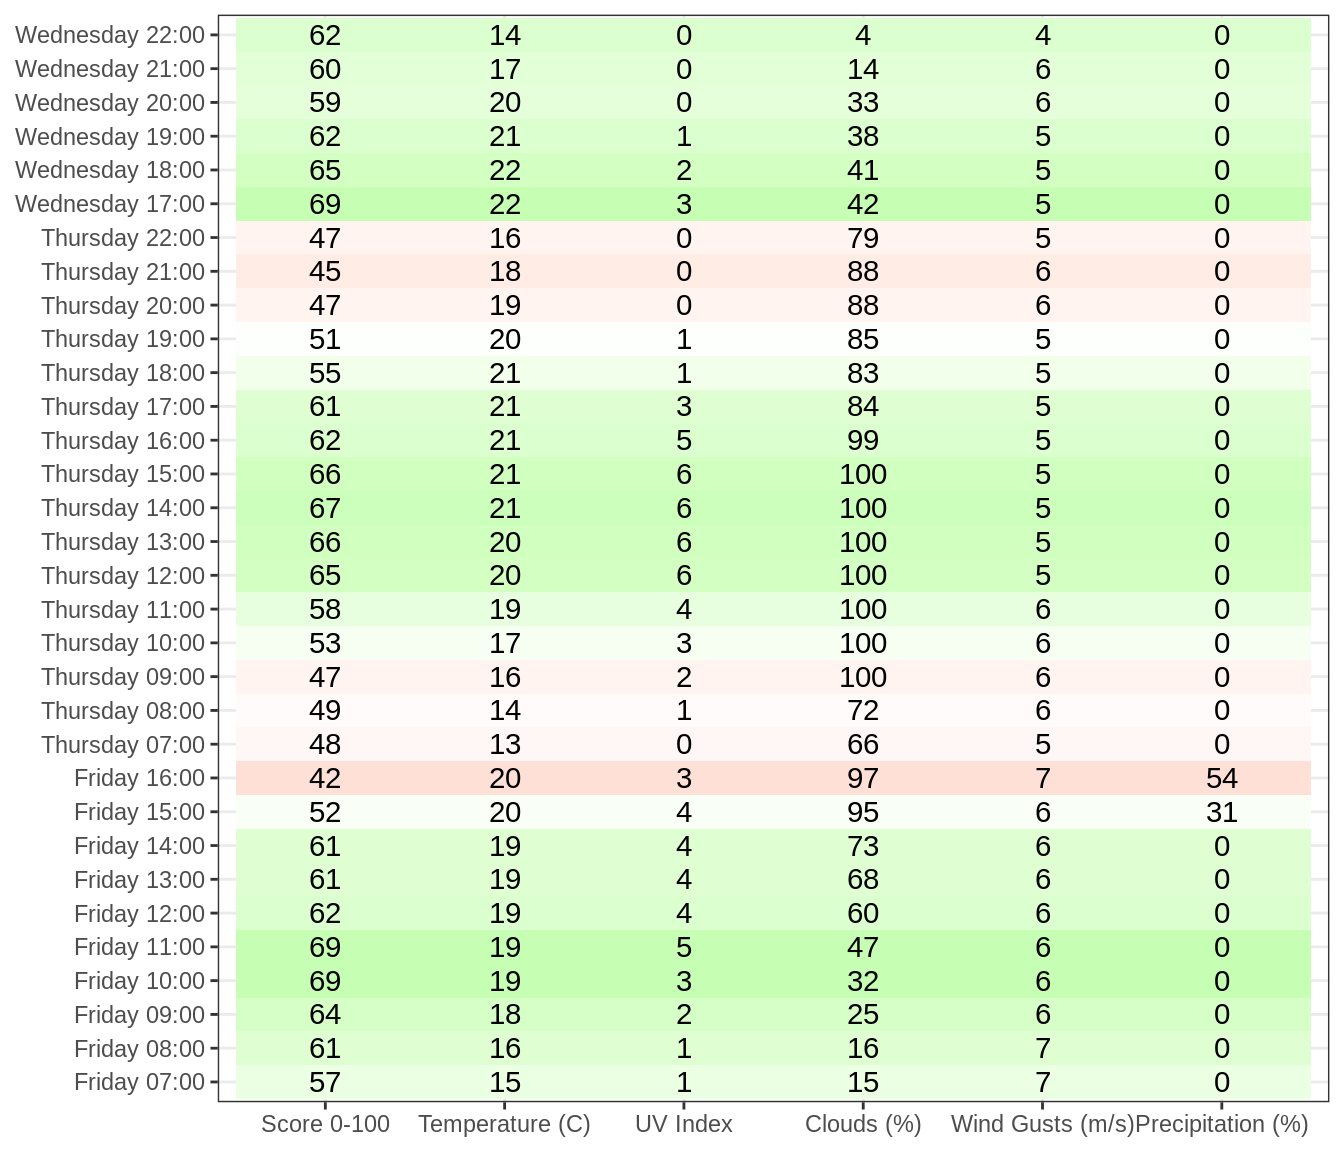 Wednesday 22:00 62 14 0 4 4 0
Wednesday 21:00 60 17 0 14 6 0
Wednesday 20:00 59 20 0 33 6 0
Wednesday 19:00 62 21 1 38 5 0
Wednesday 18:00 65 22 2 41 5 0
Wednesday 17:00 69 22 3 42 5 0
Thursday 22:00 47 16 0 79 5 0
Thursday 21:00 45 18 0 88 6 0
Thursday 20:00 47 19 0 88 6 0
Thursday 19:00 51 20 1 85 5 0
Thursday 18:00 55 21 1 83 5 0
Thursday 17:00 61 21 3 84 5 0
Thursday 16:00 62 21 5 99 5 0
Thursday 15:00 66 21 6 100 5 0
Thursday 14:00 67 21 6 100 5 0
Thursday 13:00 66 20 6 100 5 0
Thursday 12:00 65 20 6 100 5 0
Thursday 11:00 58 19 4 100 6 0
Thursday 10:00 53 17 3 100 6 0
Thursday 09:00 47 16 2 100 6 0
Thursday 08:00 49 14 1 72 6 0
Thursday 07:00 48 13 0 66 5 0
Friday 16:00 42 20 3 97 7 54
Friday 15:00 52 20 4 95 6 31
Friday 14:00 61 19 4 73 6 0
Friday 13:00 61 19 4 68 6 0
Friday 12:00 62 19 4 60 6 0
Friday 11:00 69 19 5 47 6 0
Friday 10:00 69 19 3 32 6 0
Friday 09:00 64 18 2 25 6 0
Friday 08:00 61 16 1 16 7 0
Friday 07:00 57 15 1 15 7 0
Score 0-100 Temperature (C) UV Index Clouds (%) Wind Gusts (m/s) Precipitation (%)